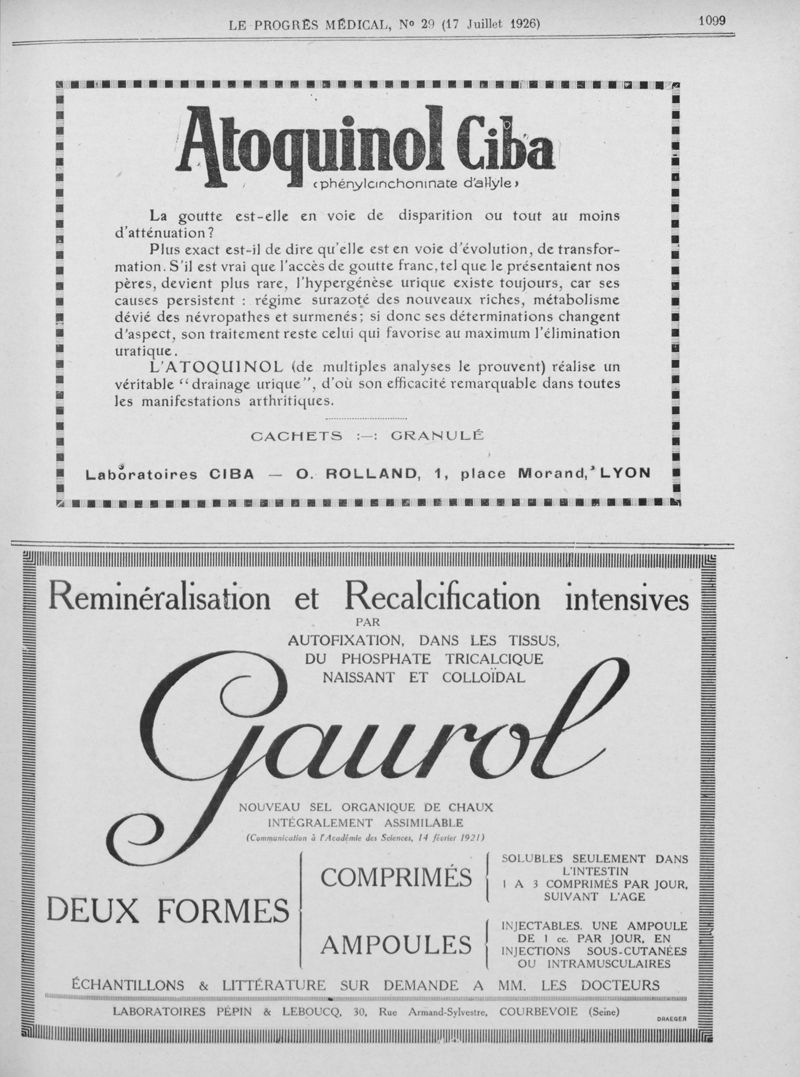 LE PROGRÈS MÉDICAL, Nº 29 (17 Juillet 1926)
1099
Atoquinol Ciba
‹phénylcinchoninate d'allyle›
La goutte est-elle en voie de disparition ou tout au moins
d'atténuation?
Plus exact est-il de dire qu'elle est en voie d'évolution, de transfor-
mation. S'il est vrai que l'accès de goutte franc, tel que le présentaient nos
pères, devient plus rare, l'hypergénèse urique existe toujours, car ses
causes persistent : régime surazoté des nouveaux riches, métabolisme
dévié des névropathes et surmenés; si donc ses déterminations changent
d'aspect, son traitement reste celui qui favorise au maximum l'élimination
uratique.
L'ATOQUINOL (de multiples analyses le prouvent) réalise un
véritable "drainage urique", d'où son efficacité remarquable dans toutes
les manifestations arthritiques.
CACHETS :—: GRANULÉ
Laboratoires CIBA — O. ROLLAND, 1, place Morand, LYON
Reminéralisation et Recalcification intensives
PAR
AUTOFIXATION, DANS LES TISSUS,
DU PHOSPHATE TRICALCIQUE
NAISSANT ET COLLOÏDAL
Gaurol
NOUVEAU SEL ORGANIQUE DE CHAUX
INTÉGRALEMENT ASSIMILABLE
(Communication à l'Académie des Sciences, 14 février 1921)
DEUX FORMES
COMPRIMÉS
SOLUBLES SEULEMENT DANS
L'INTESTIN
1 A 3 COMPRIMÉS PAR JOUR,
SUIVANT L'AGE
AMPOULES
INJECTABLES. UNE AMPOULE
DE 1 cc. PAR JOUR, EN
INJECTIONS SOUS-CUTANÉES
OU INTRAMUSCULAIRES
ÉCHANTILLONS & LITTÉRATURE SUR DEMANDE A MM. LES DOCTEURS
LABORATOIRES PÉPIN & LEBOUCQ, 30, Rue Armand-Sylvestre, COURBEVOIE (Seine)
DRAEGER